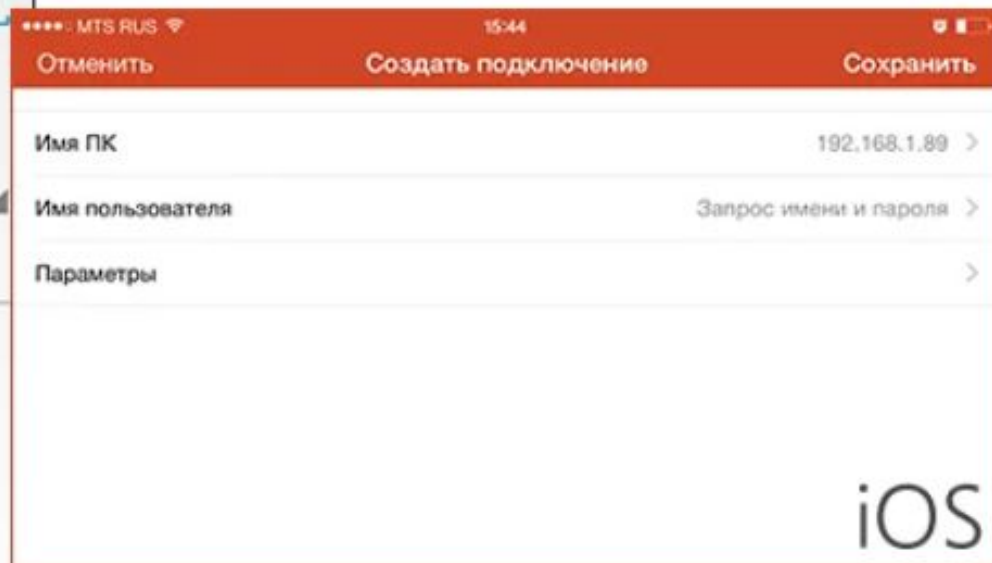 MTS RUS 15:44
Отменить Создать подключение Сохранить
Имя ПК 192.168.1.89
Имя пользователя Запрос имени и пароля
Параметры
iOS